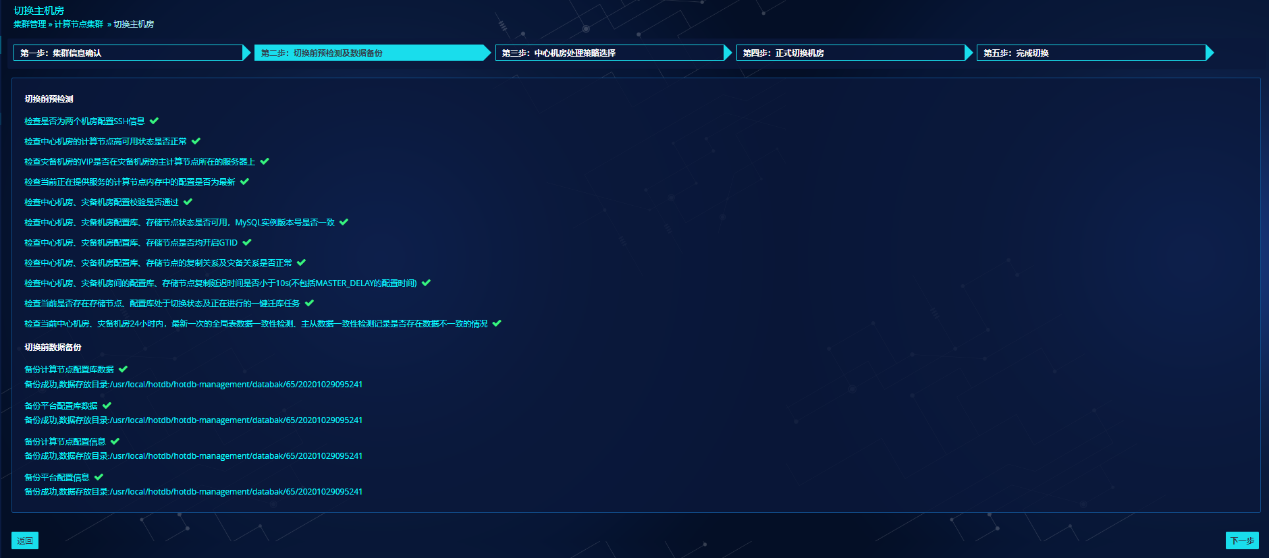 切换主机房
集群管理 » 计算节点集群 » 切换主机房
第一步：集群信息确认
第二步：切换前预检测及数据备份
第三步：中心机房处理策略选择
第四步：正式切换机房
第五步：完成切换
切换前预检测
检查是否为两个机房配置SSH信息
检查中心机房的计算节点高可用状态是否正常
检查灾备机房的VIP是否在灾备机房的主计算节点所在的服务器上
检查当前正在提供服务的计算节点内存中的配置是否为最新
检查中心机房、灾备机房配置校验是否通过
检查中心机房、灾备机房配置库、存储节点状态是否可用，MySQL实例版本号是否一致
检查中心机房、灾备机房配置库、存储节点是否均开启GTID
检查中心机房、灾备机房配置库、存储节点的复制关系及灾备关系是否正常
检查中心机房、灾备机房间的配置库、存储节点复制延迟时间是否小于10s(不包括MASTER_DELAY的配置时间)
检查当前是否存在存储节点、配置库处于切换状态及正在进行的一键迁库任务
检查当前中心机房、灾备机房24小时内，最新一次的全局表数据一致性检测、主从数据一致性检测记录是否存在数据不一致的情况
切换前数据备份
备份计算节点配置库数据
备份成功,数据存放目录:/usr/local/hotdb/hotdb-management/databak/65/20201029095241
备份平台配置库数据
备份成功,数据存放目录:/usr/local/hotdb/hotdb-management/databak/65/20201029095241
备份计算节点配置信息
备份成功,数据存放目录:/usr/local/hotdb/hotdb-management/databak/65/20201029095241
备份平台配置信息
备份成功,数据存放目录:/usr/local/hotdb/hotdb-management/databak/65/20201029095241
返回
下一步